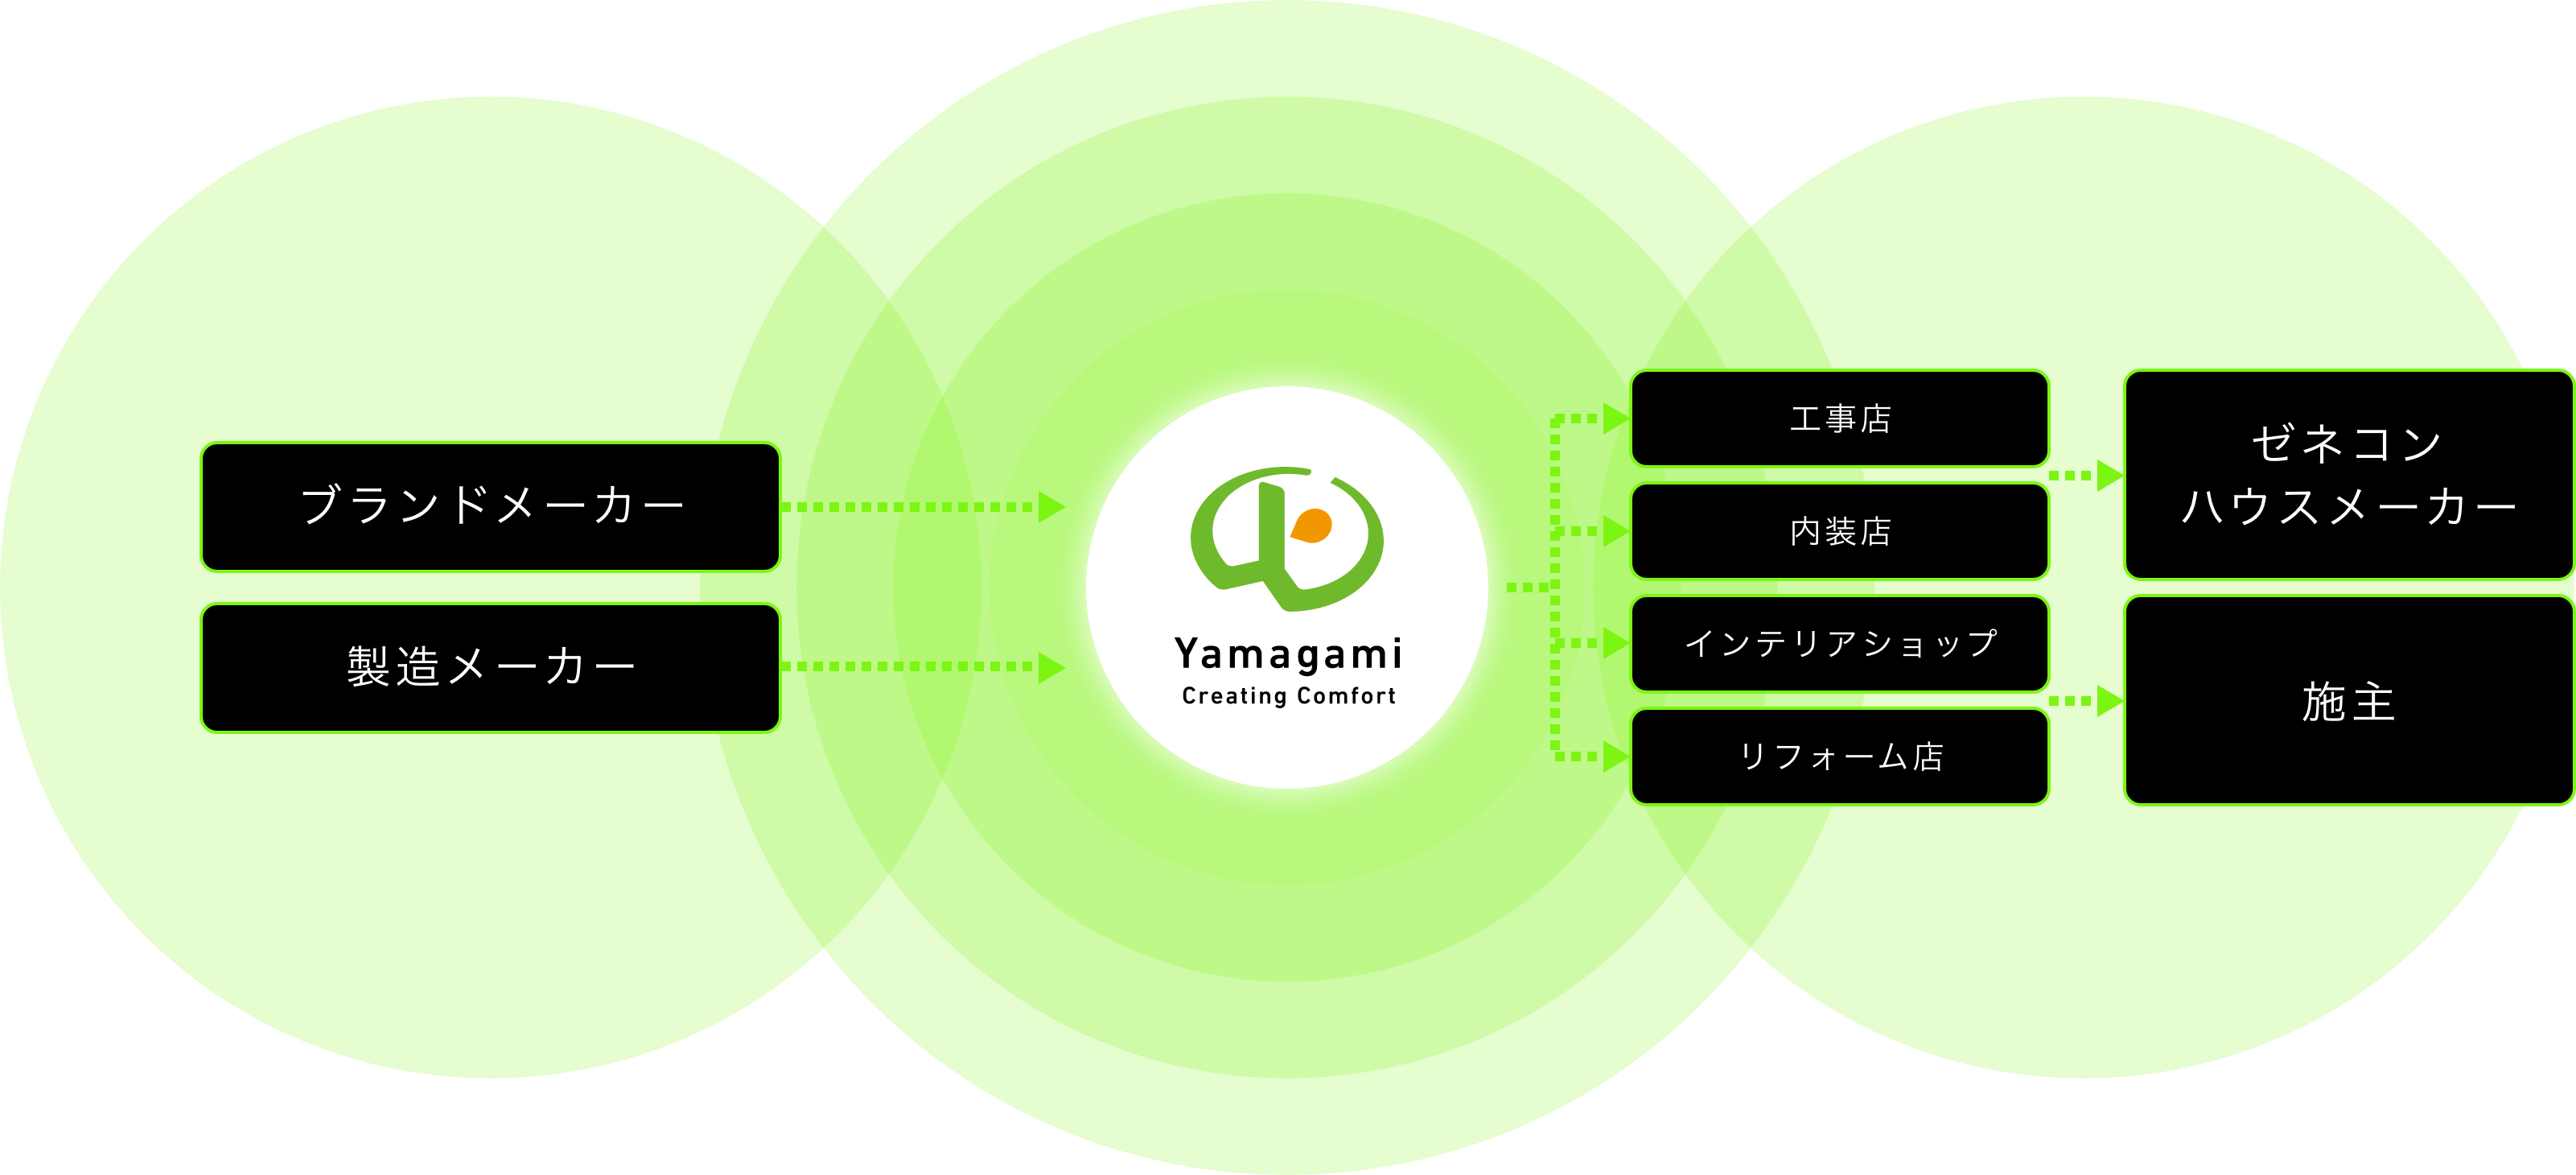 ブランドメーカー
製造メーカー
Yamagami
Creating Comfort
工事店
内装店
インテリアショップ
リフォーム店
ゼネコン
ハウスメーカー
施主